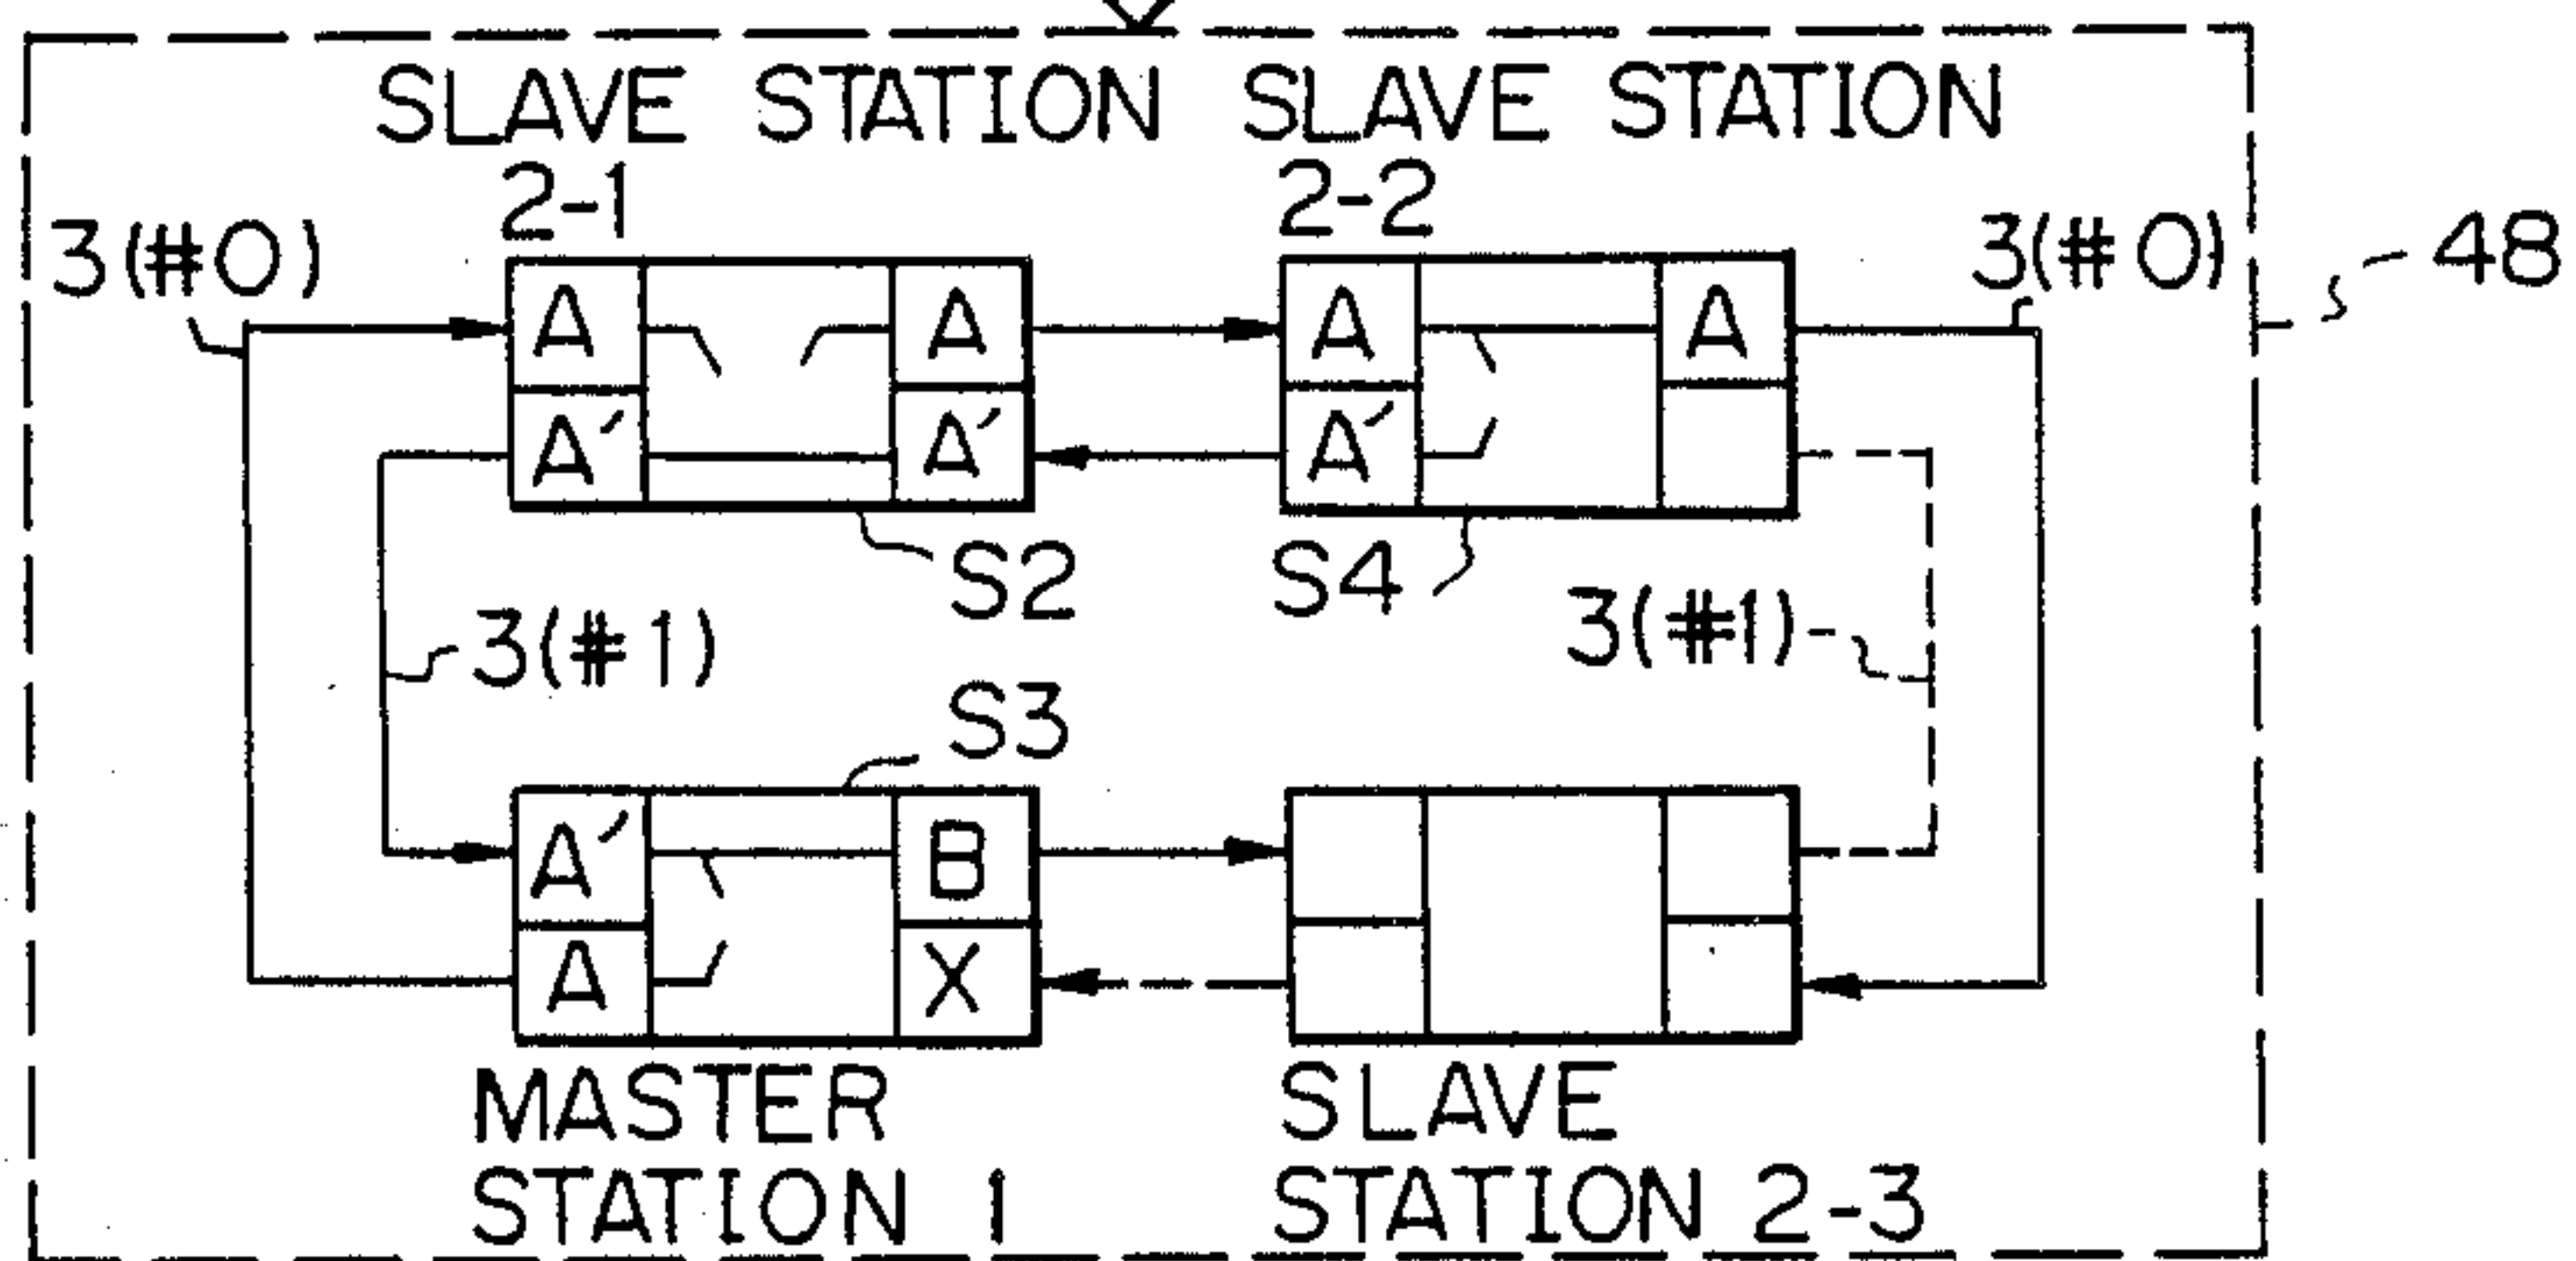 SLAVE STATION SLAVE STATION
2-1 2-2
3(#0) 3(#0) 48
A A A A
A' A' A'
S2 S4
3(#1) 3(#1)
S3
A' B
A X
MASTER SLAVE
STATION 1 STATION 2-3